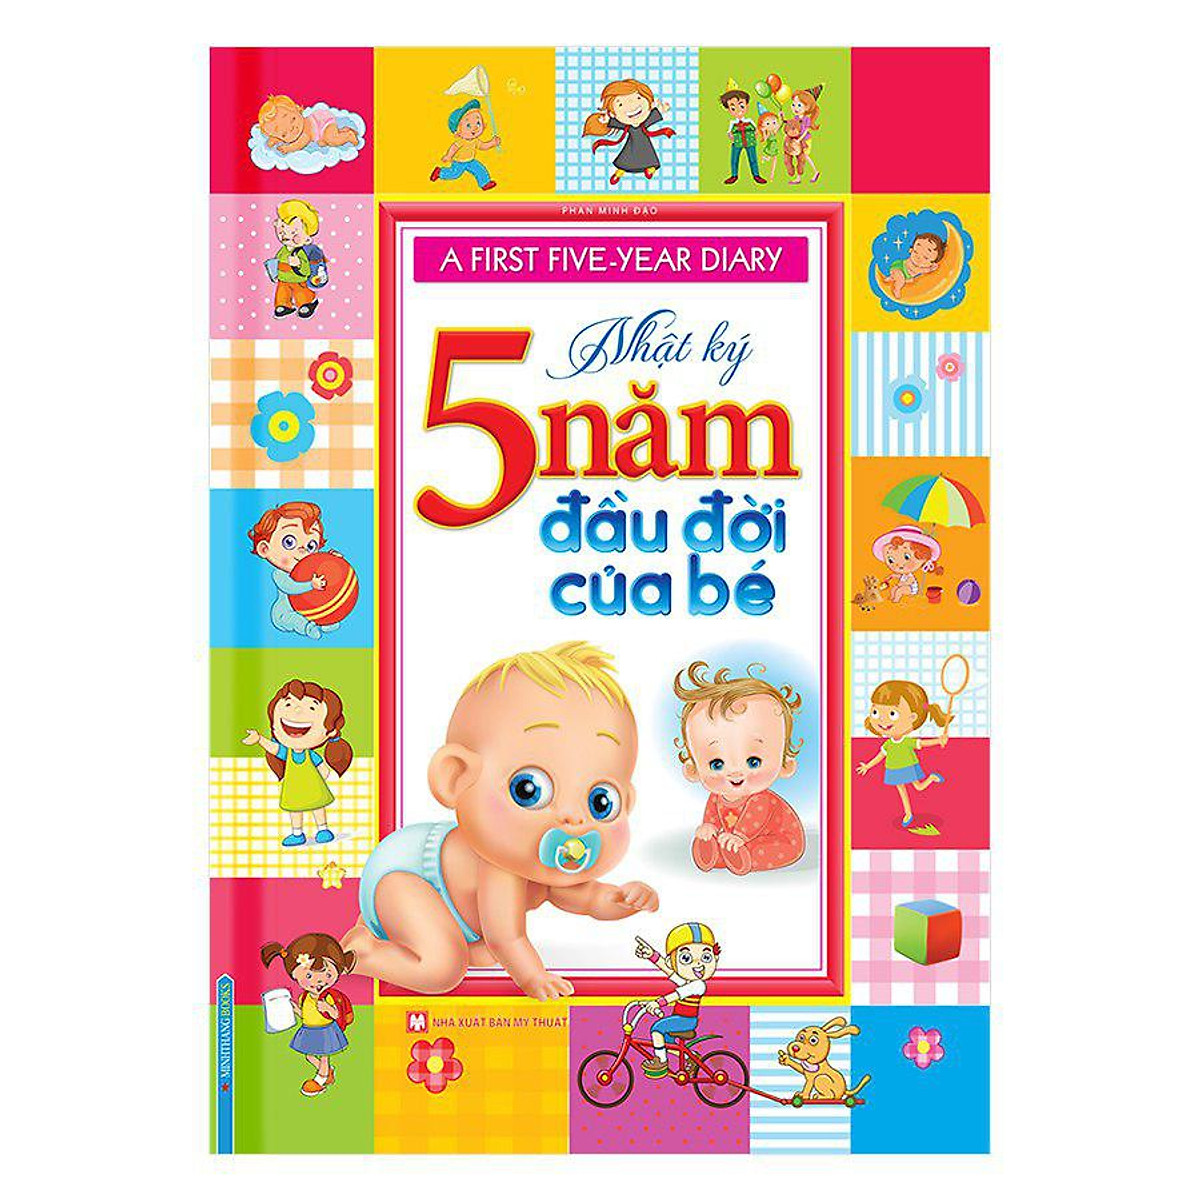 PHAN MINH ĐẠO
A FIRST FIVE-YEAR DIARY
Nhật ký
5 năm
đầu đời
của bé
NHÀ XUẤT BẢN MỸ THUẬT
MINHTHANG BOOKS